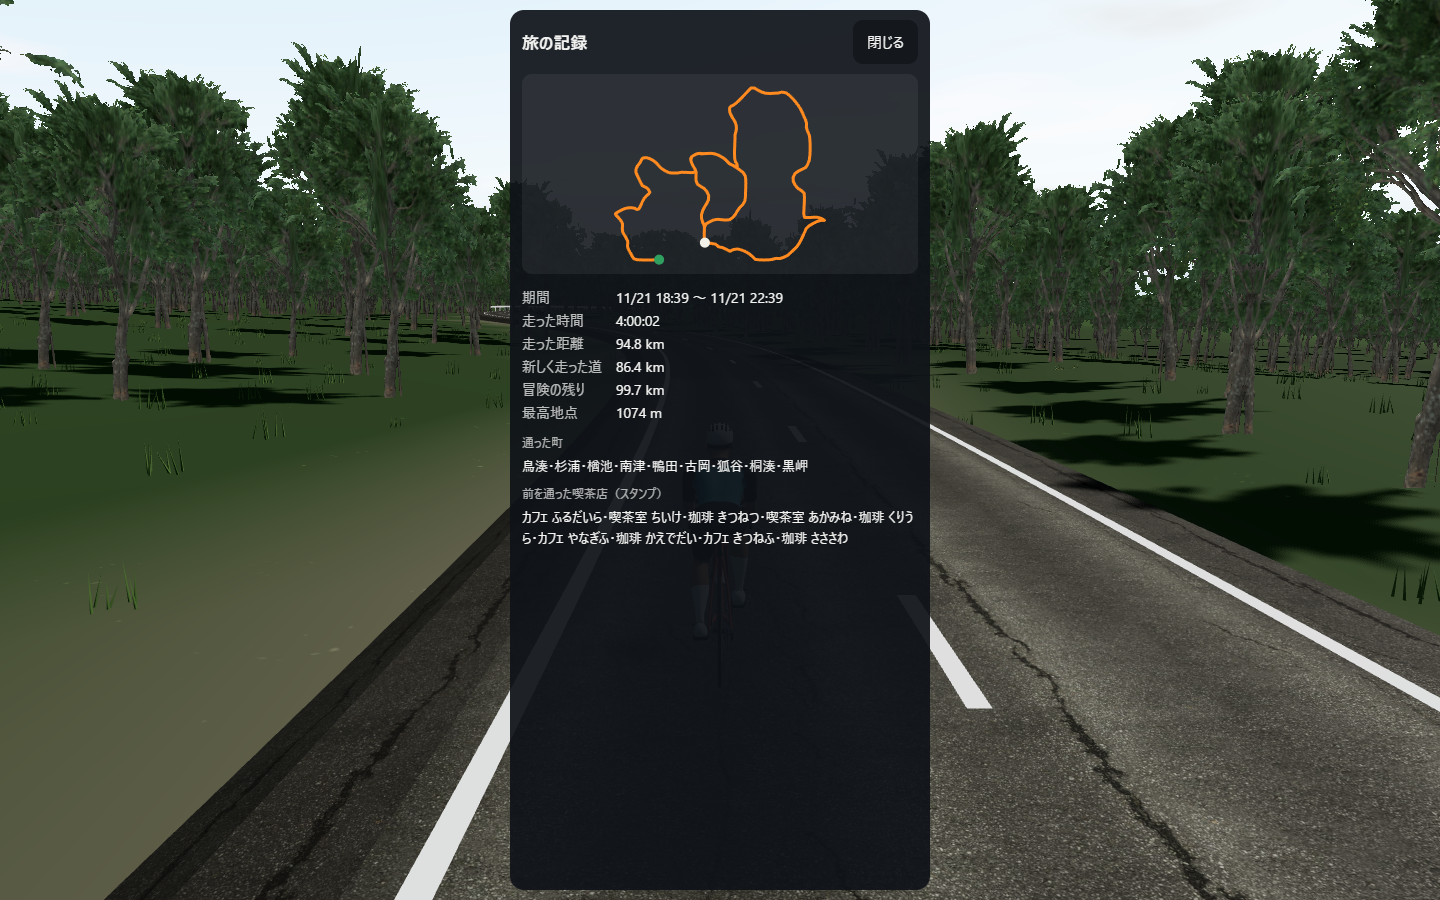 旅の記録
閉じる
期間 11/21 18:39 〜 11/21 22:39
走った時間 4:00:02
走った距離 94.8 km
新しく走った道 86.4 km
冒険の残り 99.7 km
最高地点 1074 m
通った町
鳥湊・杉浦・楢池・南津・鴨田・古岡・狐谷・桐湊・黒岬
前を通った喫茶店（スタンプ）
カフェ ふるだいら・喫茶室 ちいけ・珈琲 きつねつ・喫茶室 あかみね・珈琲 くりう
ら・カフェ やなぎふ・珈琲 かえでだい・カフェ きつねふ・珈琲 さささわ